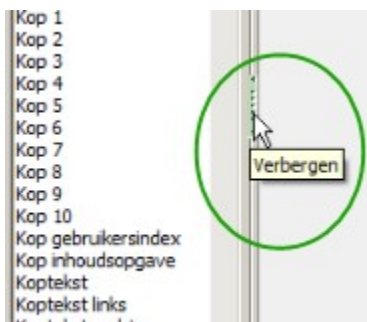 Kop 1
Kop 2
Kop 3
Kop 4
Kop 5
Kop 6
Kop 7
Verbergen
Kop 8
Kop 9
Kop 10
Kop gebruikersindex
Kop inhoudsopgave
Koptekst
Koptekst links